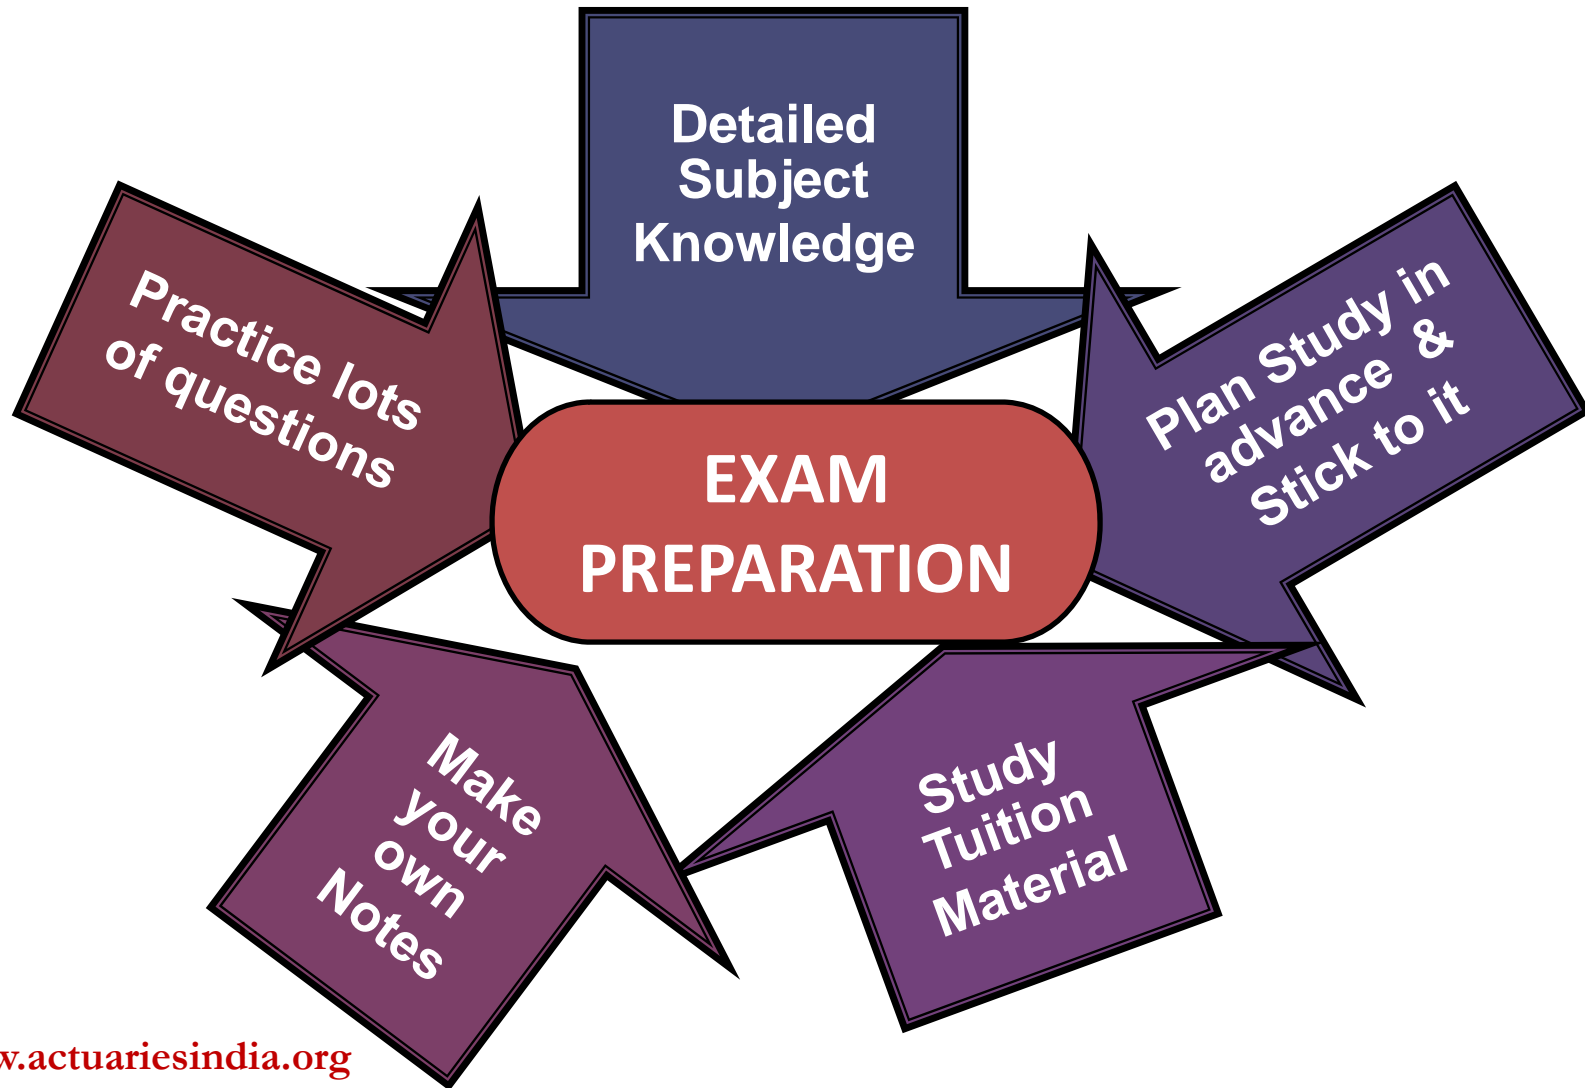 Detailed
Subject
Knowledge
Plan Study in
advance &
Stick to it
Study
Tuition
Material
Make
your
own
Notes
Practice lots
of questions
EXAM
PREPARATION
w.actuariesindia.org